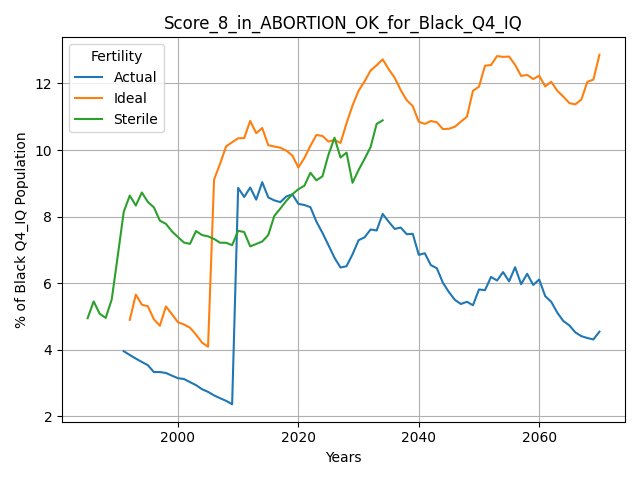 Score_8_in_ABORTION_OK_for_Black_Q4_IQ
Fertility
Actual
Ideal
Sterile
% of Black Q4_IQ Population
12
10
8
6
4
2
2000 2020 2040 2060
Years